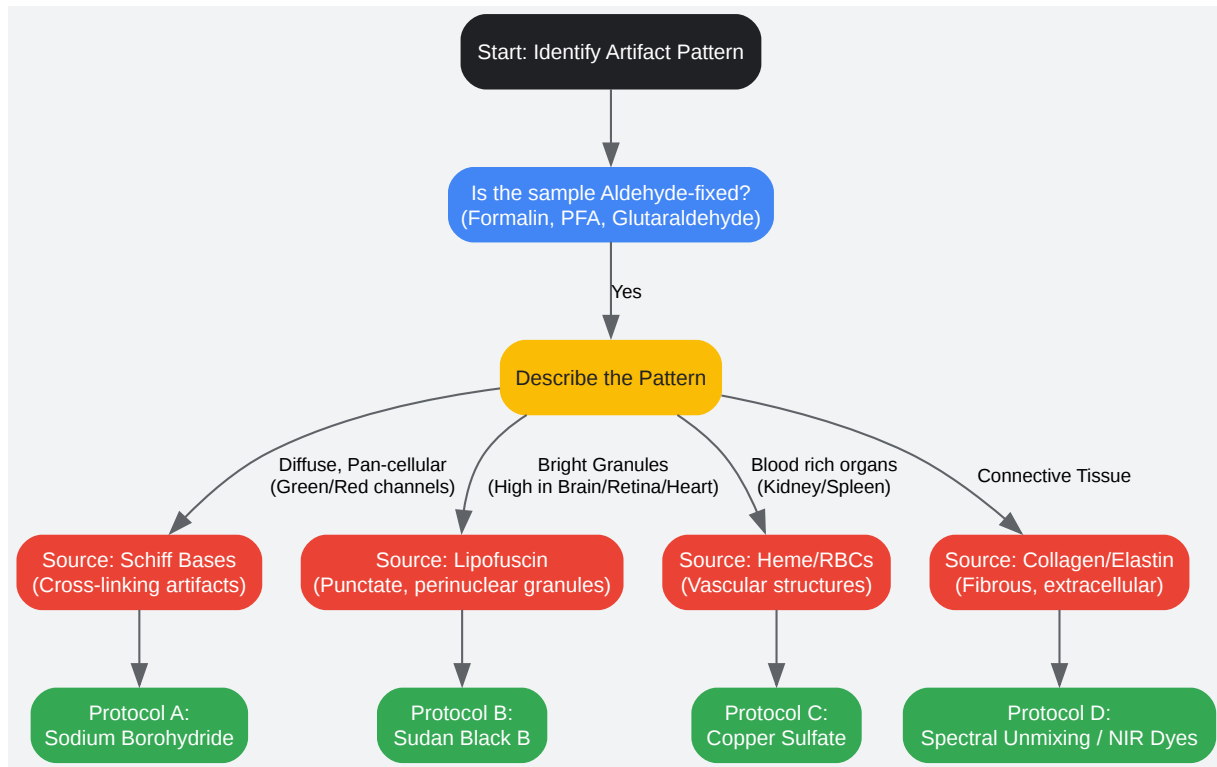 Start: Identify Artifact Pattern
Is the sample Aldehyde-fixed?
(Formalin, PFA, Glutaraldehyde)
Yes
Describe the Pattern
Diffuse, Pan-cellular
(Green/Red channels)
Bright Granules
(High in Brain/Retina/Heart)
Blood rich organs
(Kidney/Spleen)
Connective Tissue
Source: Schiff Bases
(Cross-linking artifacts)
Source: Lipofuscin
(Punctate, perinuclear granules)
Source: Heme/RBCs
(Vascular structures)
Source: Collagen/Elastin
(Fibrous, extracellular)
Protocol A:
Sodium Borohydride
Protocol B:
Sudan Black B
Protocol C:
Copper Sulfate
Protocol D:
Spectral Unmixing / NIR Dyes